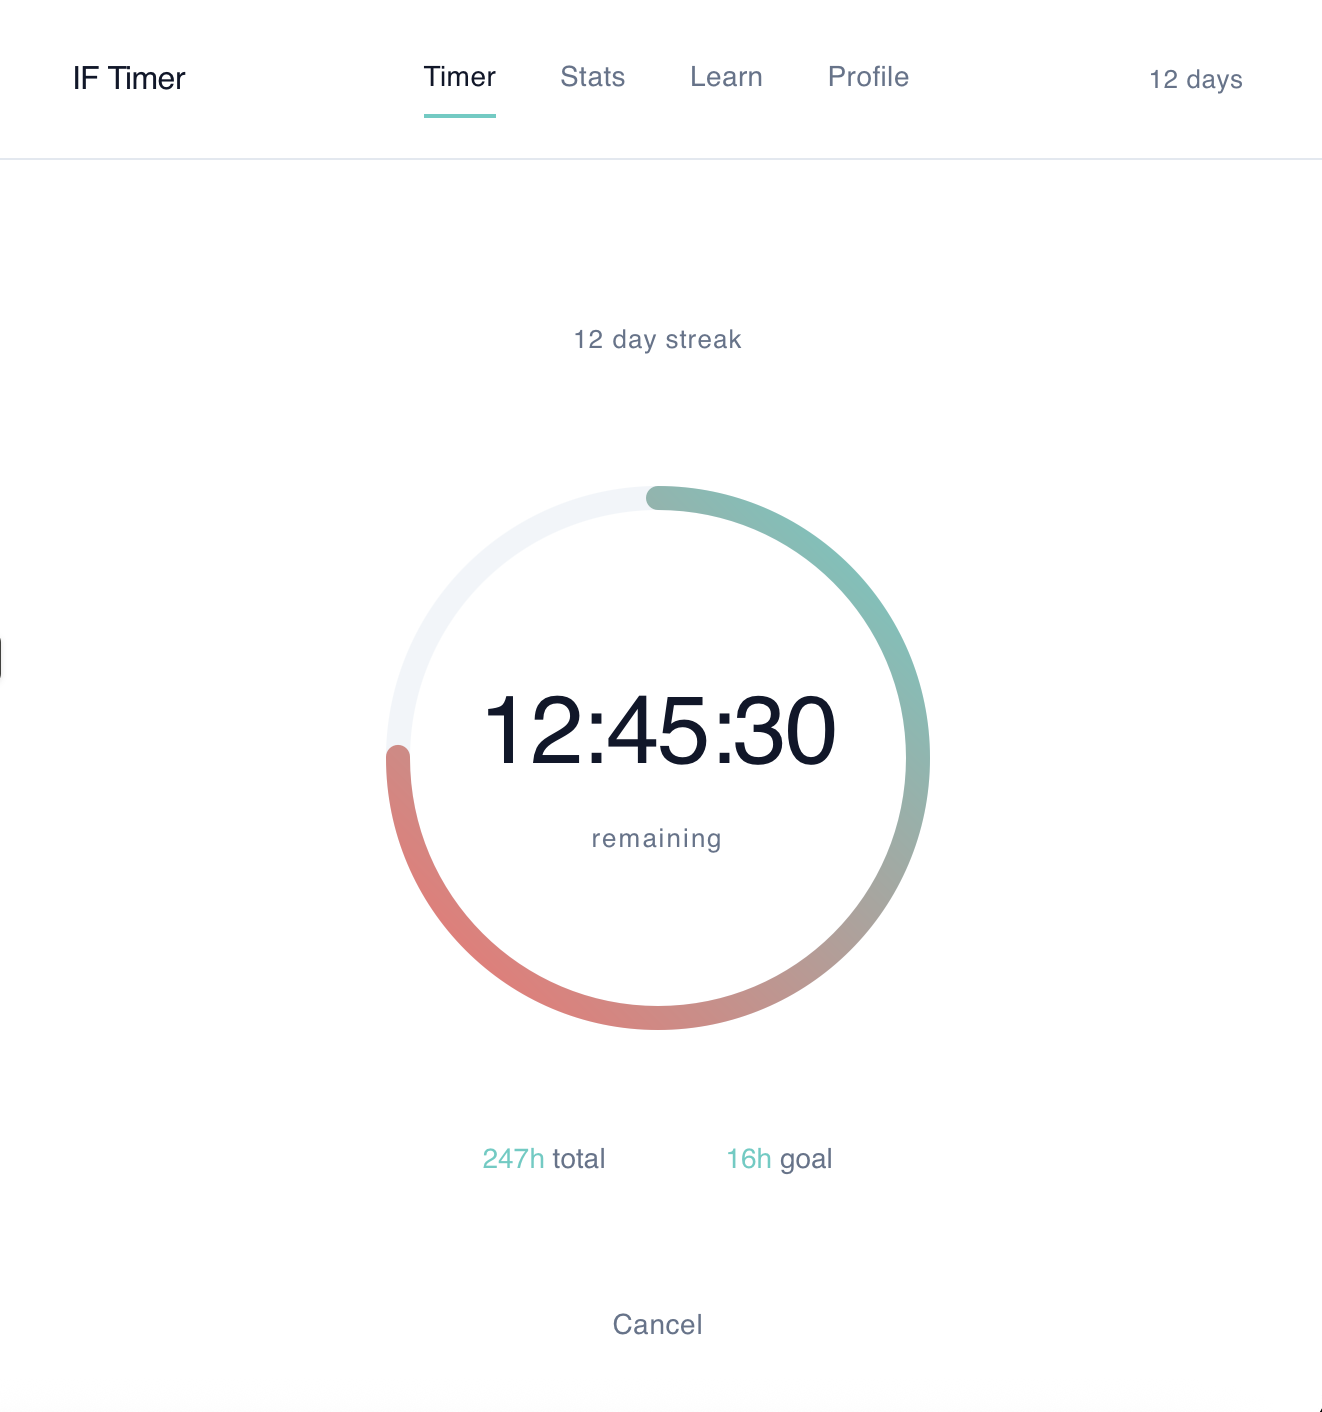 IF Timer
Timer
Stats
Learn
Profile
12 days
12 day streak
12:45:30
remaining
247h total
16h goal
Cancel